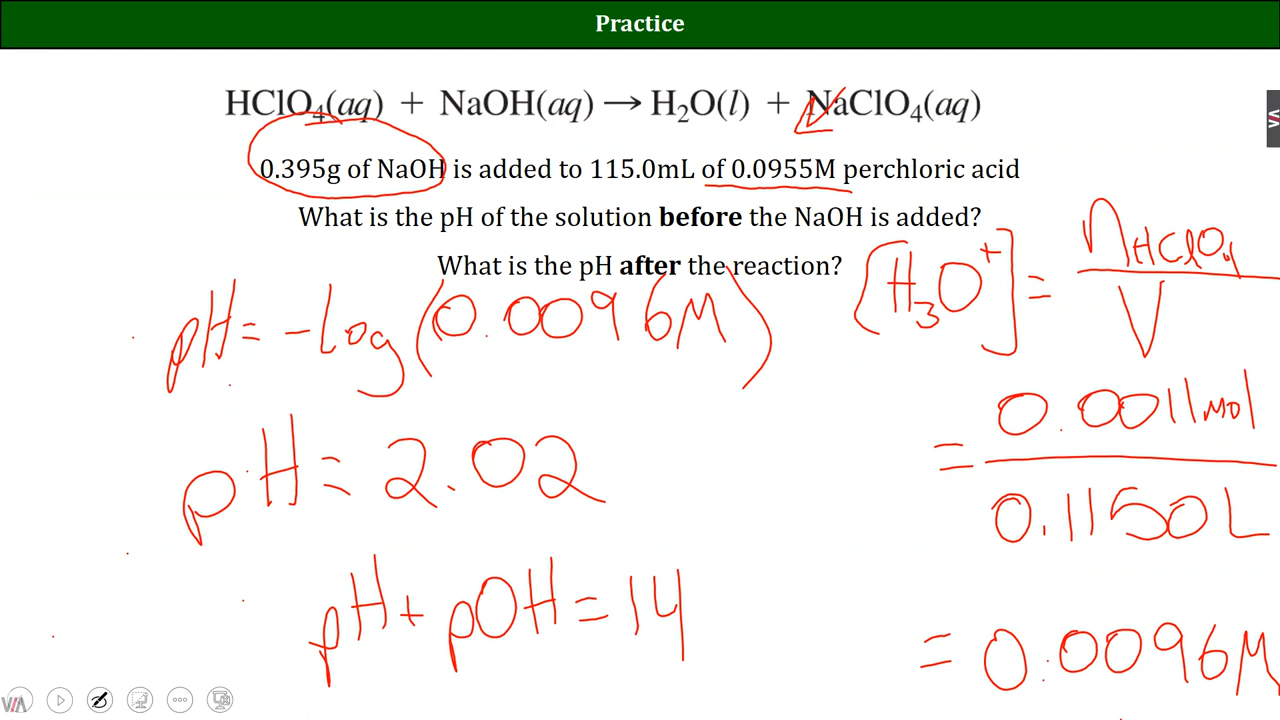 Practice
HClO4(aq) + NaOH(aq) → H2O(l) + NaClO4(aq)
0.395g of NaOH is added to 115.0mL of 0.0955M perchloric acid
What is the pH of the solution before the NaOH is added?
What is the pH after the reaction?
[H3O+] = nHClO4 / V
= 0.0011mol / 0.1150L
= 0.0096M
pH = -log(0.0096M)
pH = 2.02
pH + pOH = 14
VIA
VIA